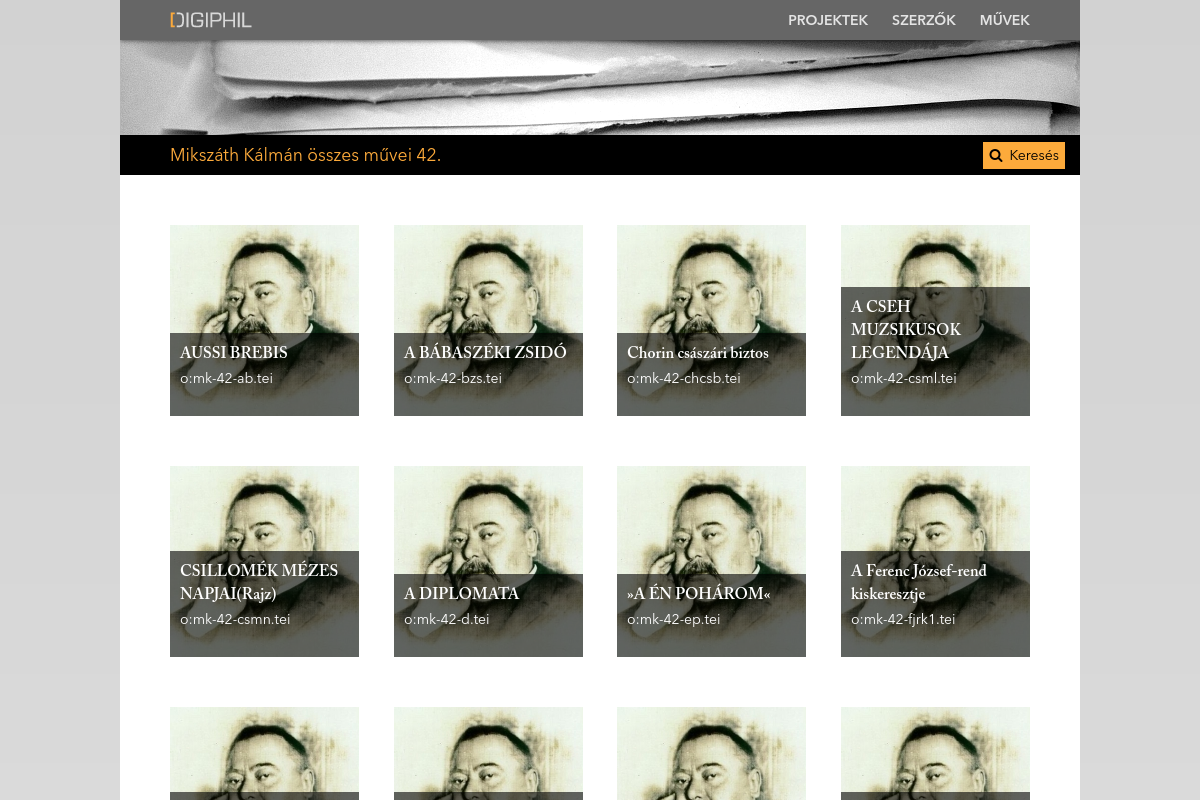 DIGIPHIL
PROJEKTEK SZERZŐK MŰVEK
Mikszáth Kálmán összes művei 42.
Keresés
AUSSI BREBIS
o:mk-42-ab.tei
A BÁBASZÉKI ZSIDÓ
o:mk-42-bzs.tei
Chorin császári biztos
o:mk-42-chcsb.tei
A CSEH
MUZSIKUSOK
LEGENDÁJA
o:mk-42-csml.tei
CSILLOMÉK MÉZES
NAPJAI(Rajz)
o:mk-42-csmn.tei
A DIPLOMATA
o:mk-42-d.tei
»A ÉN POHÁROM«
o:mk-42-ep.tei
A Ferenc József-rend
kiskeresztje
o:mk-42-fjrk1.tei